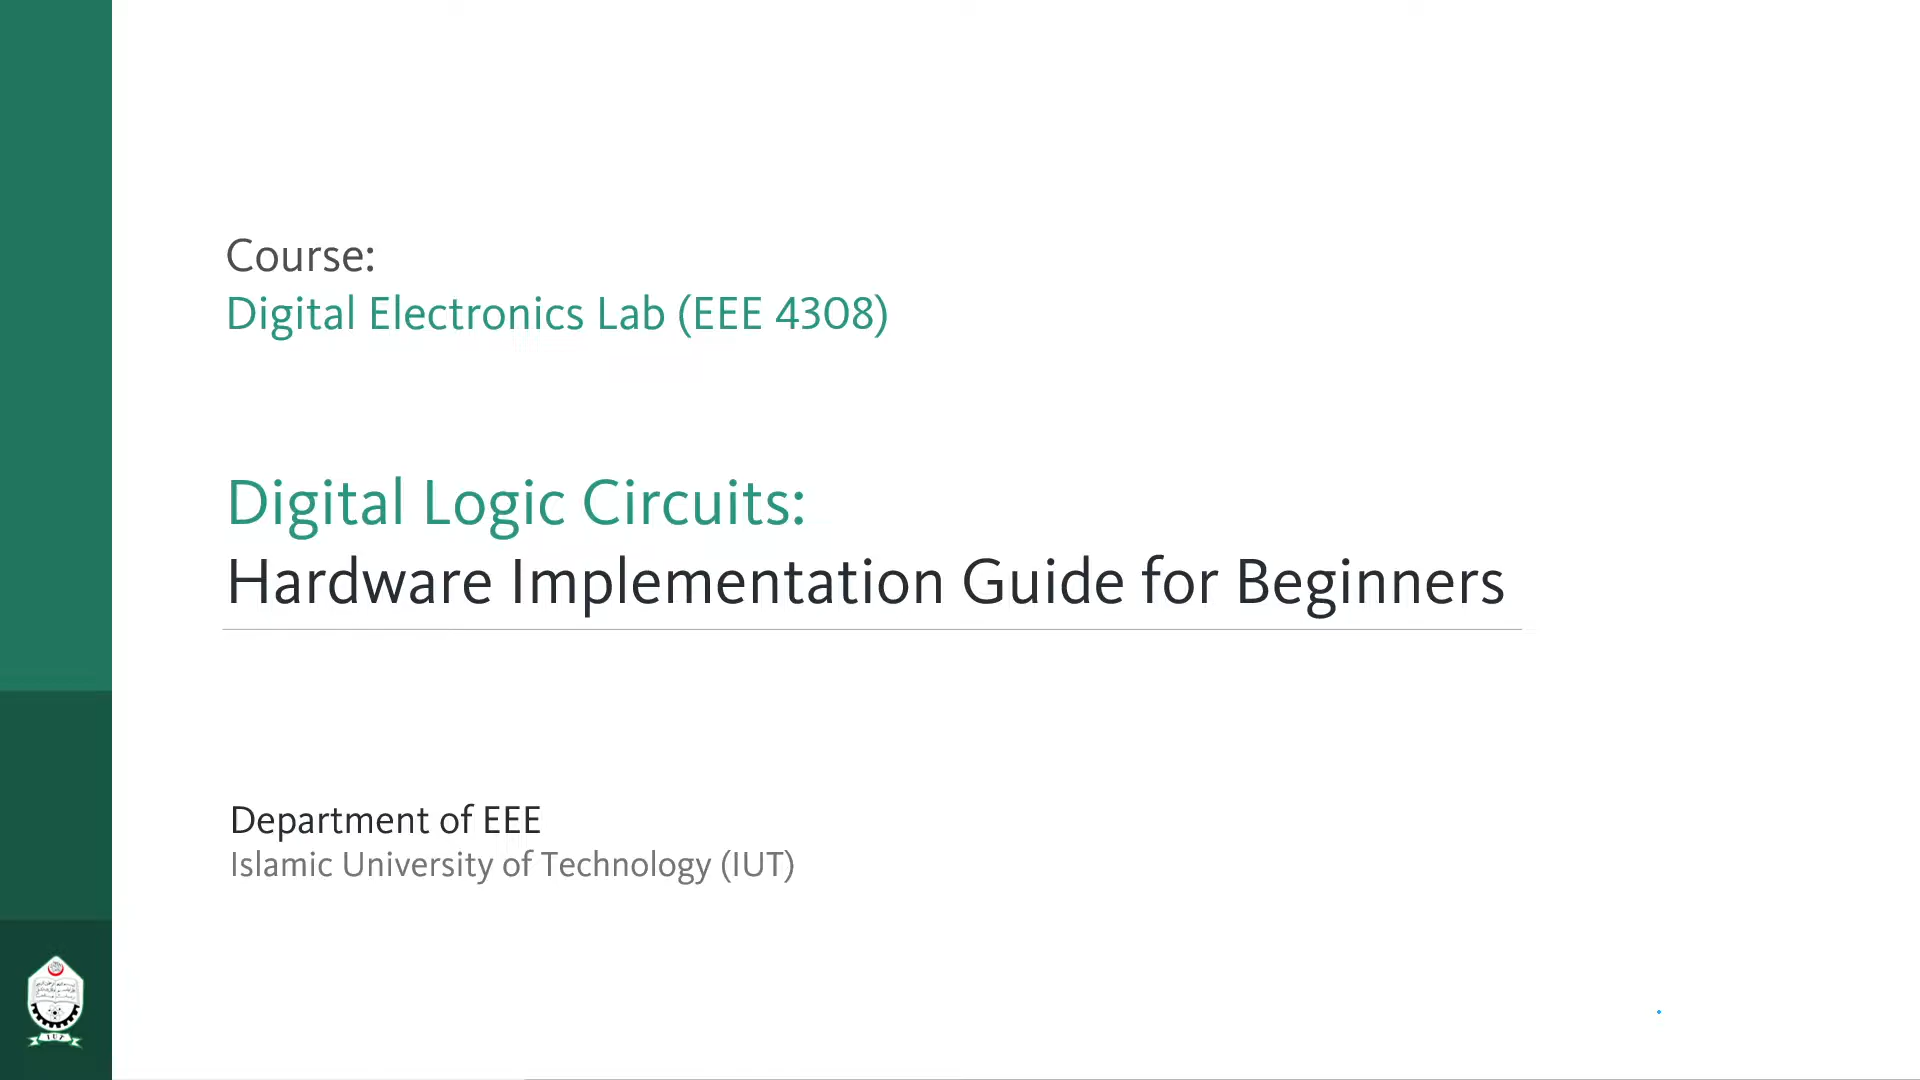 Course:
Digital Electronics Lab (EEE 4308)
Digital Logic Circuits:
Hardware Implementation Guide for Beginners
Department of EEE
Islamic University of Technology (IUT)
IUT